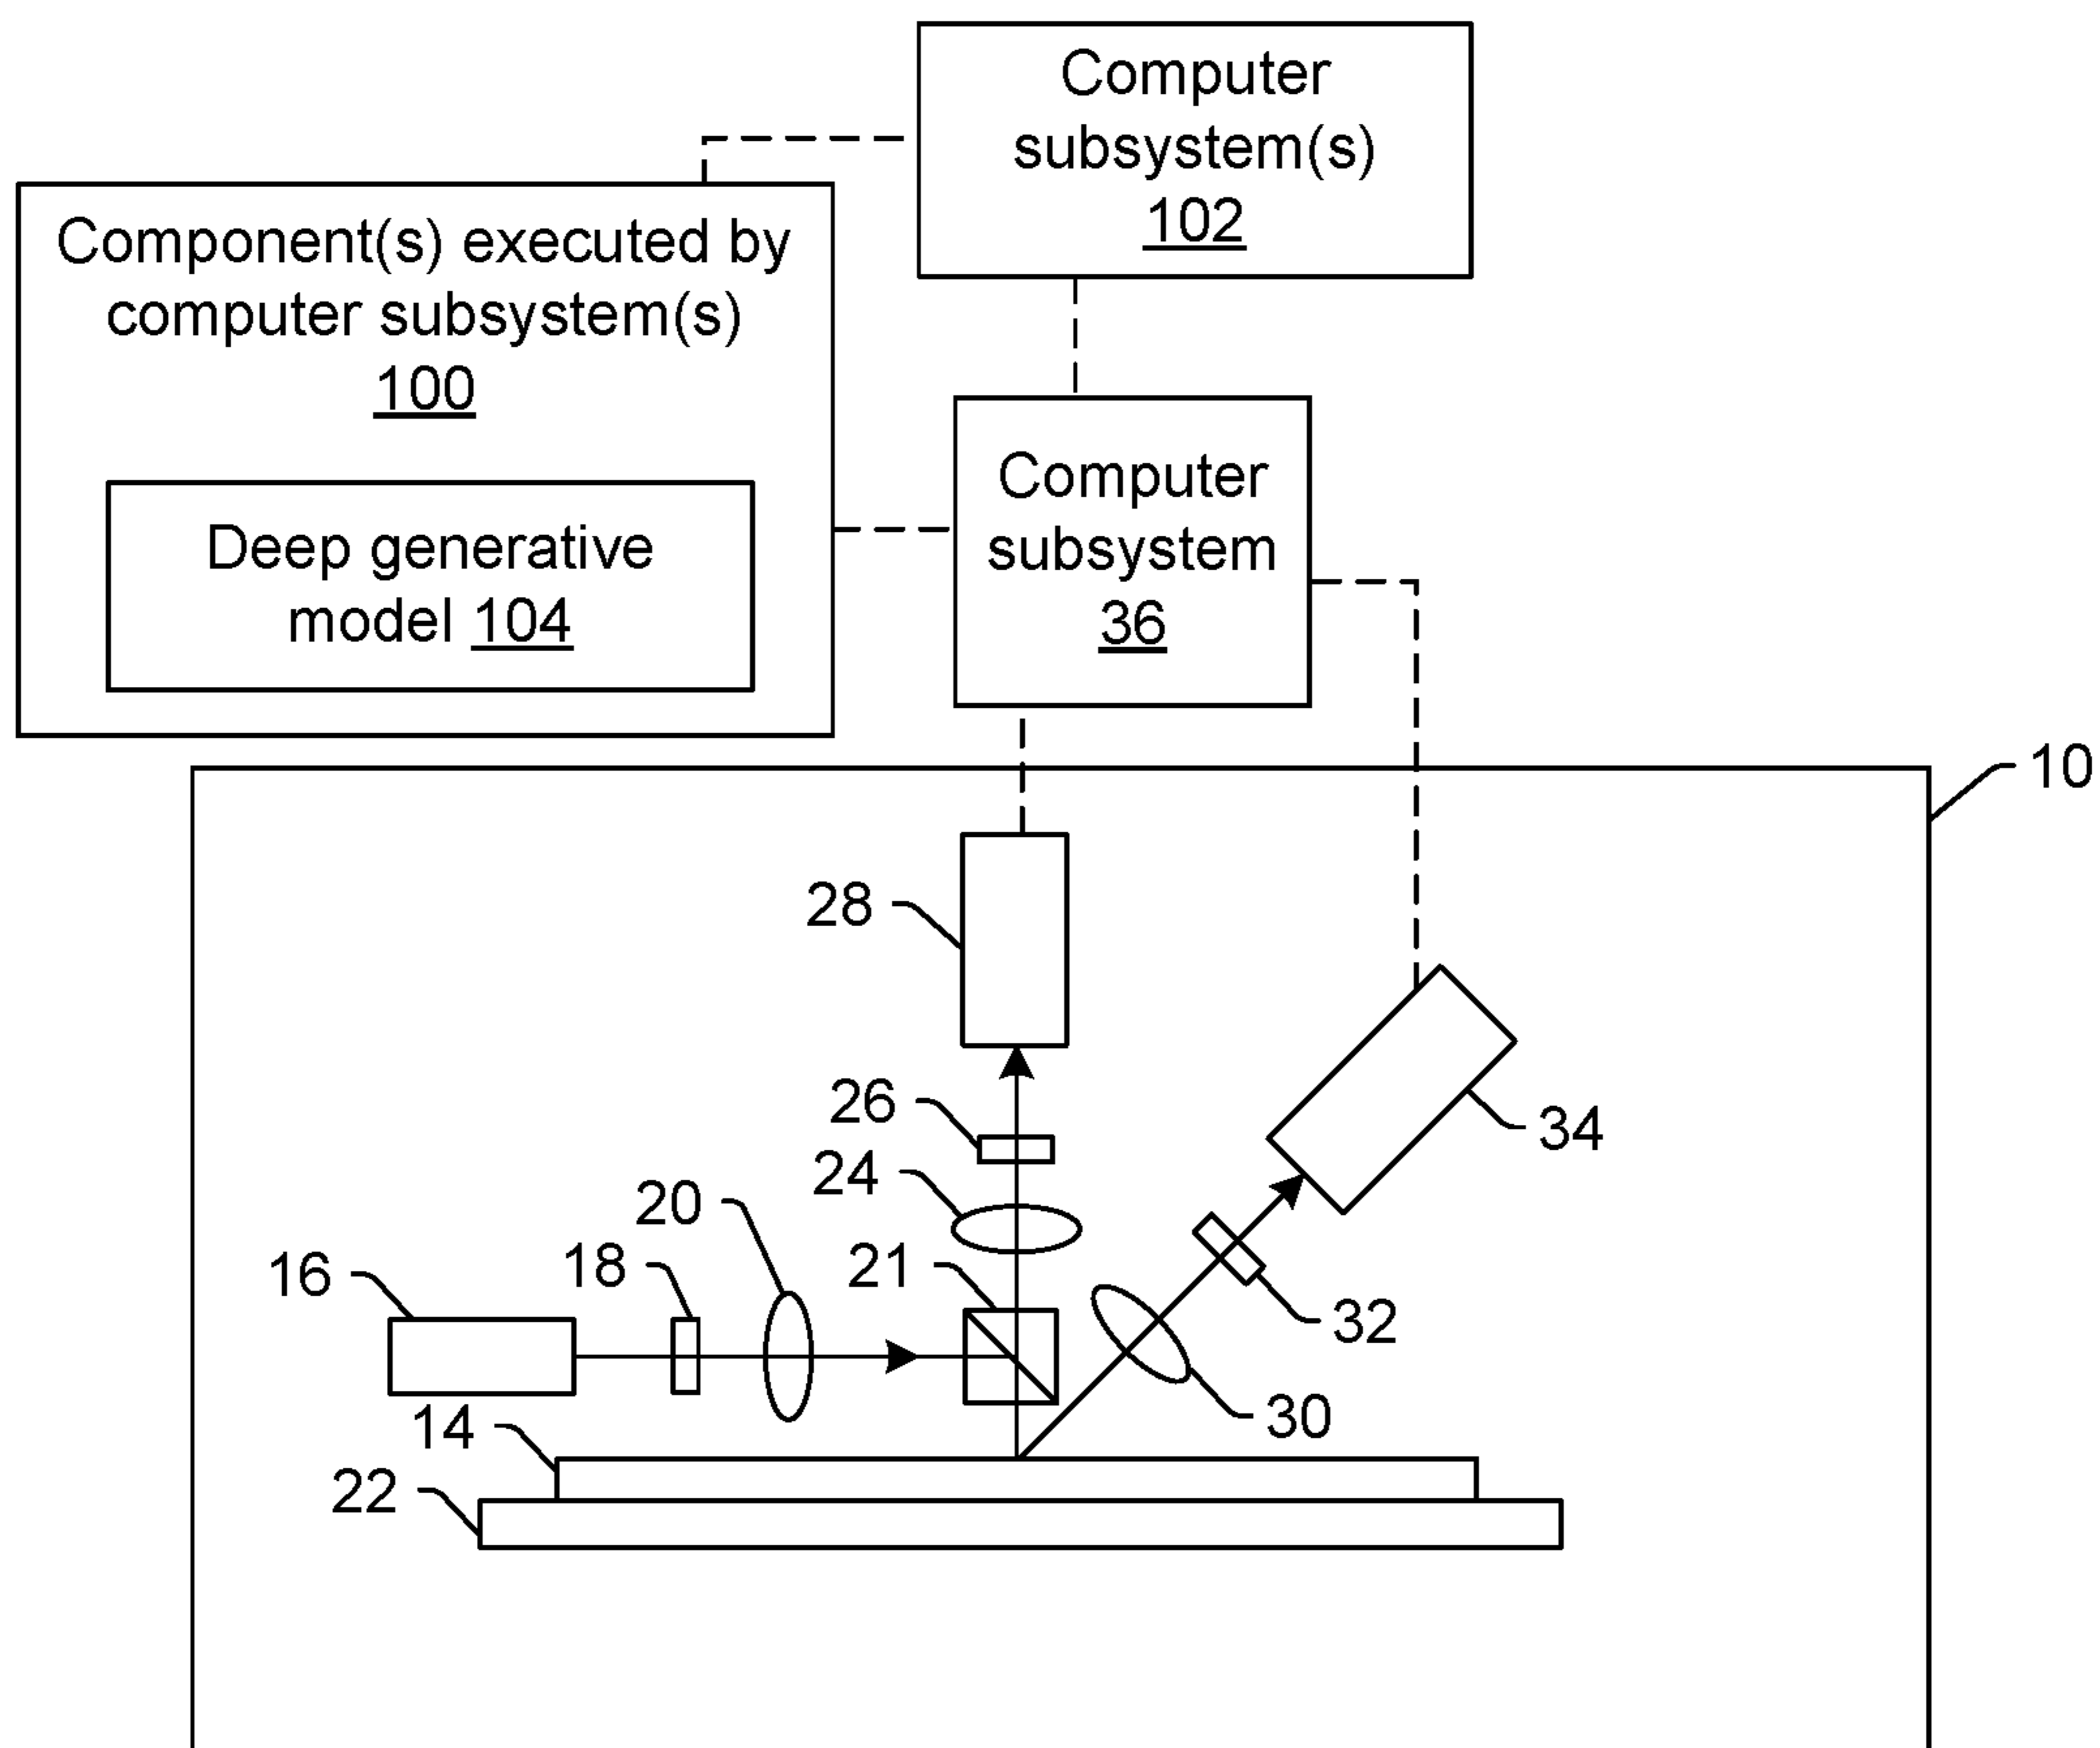 Computer
subsystem(s)
102
Component(s) executed by
computer subsystem(s)
100
Deep generative
model 104
Computer
subsystem
36
10
28
34
26
24
20
21
18
16
32
30
14
22